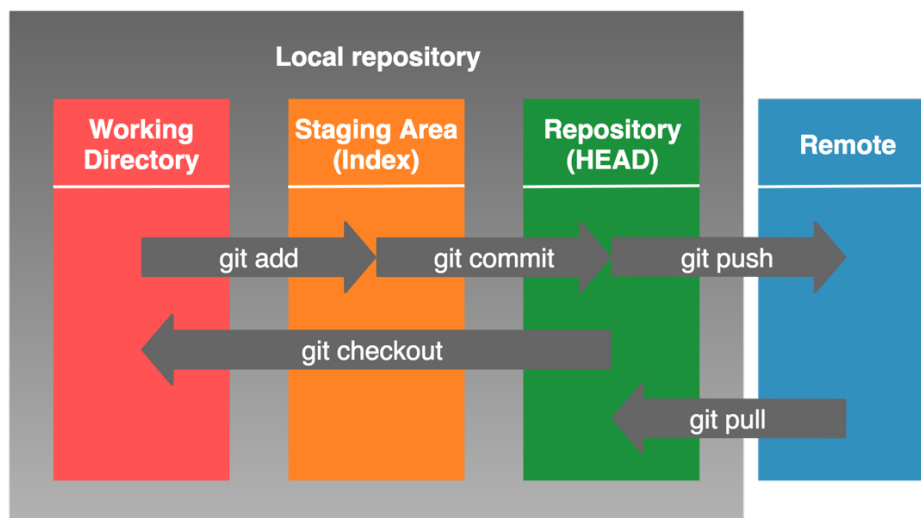 Local repository
Working
Directory
Staging Area
(Index)
Repository
(HEAD)
Remote
git add
git commit
git push
git checkout
git pull